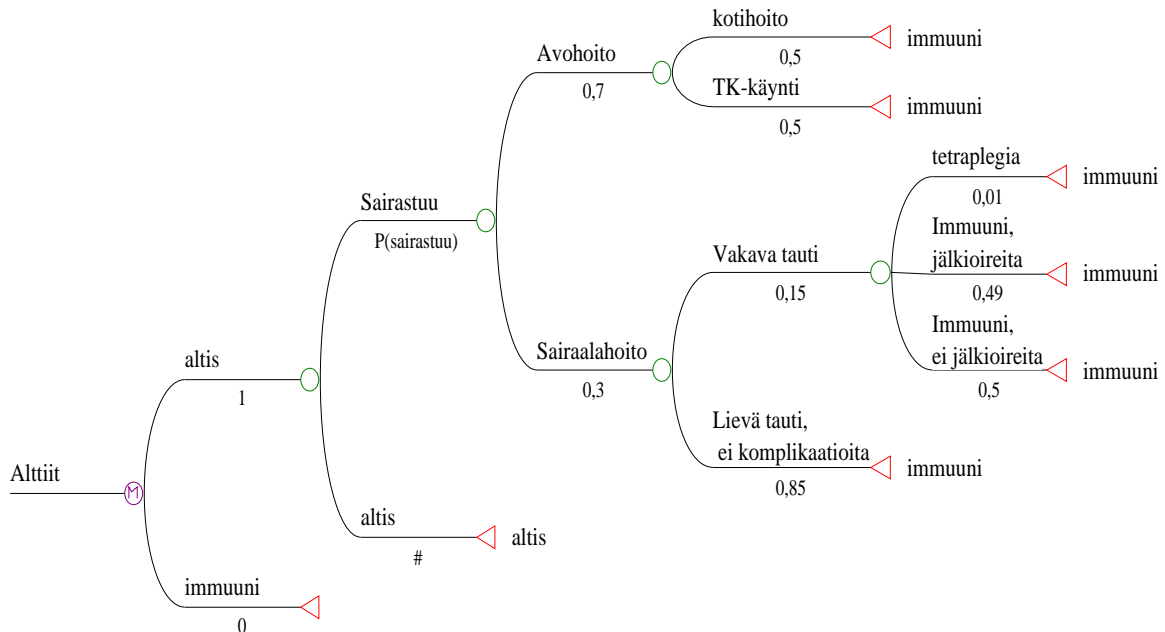 kotihoito
0,5
immuuni
Avohoito
0,7
TK-käynti
0,5
immuuni
tetraplegia
0,01
immuuni
Sairastuu
P(sairastuu)
Immuuni,
jälkioireita
0,49
immuuni
Vakava tauti
0,15
Immuuni,
ei jälkioireita
0,5
immuuni
altis
1
Sairaalahoito
0,3
Lievä tauti,
ei komplikaatioita
0,85
immuuni
Alttiit
M
altis
#
altis
immuuni
0